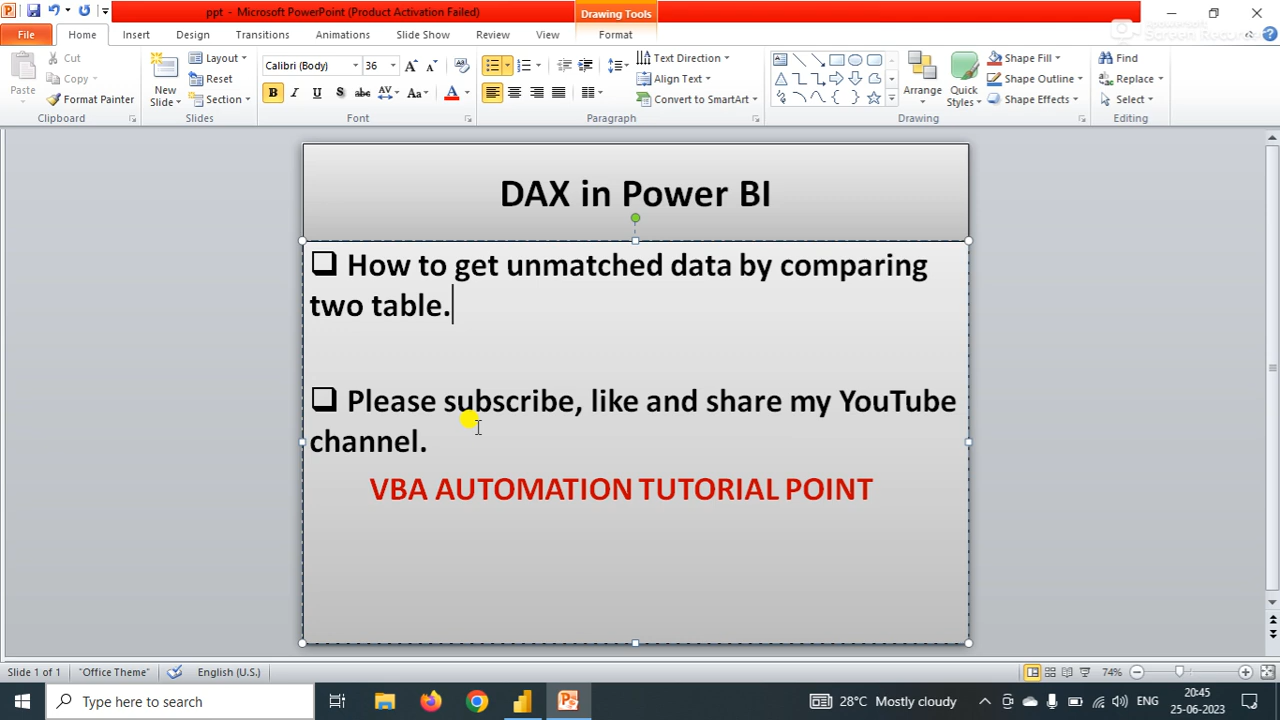 ppt - Microsoft PowerPoint (Product Activation Failed)
Drawing Tools
File Home Insert Design Transitions Animations Slide Show Review View Format
Paste
Cut
Copy
Format Painter
Clipboard
New Slide
Layout
Reset
Section
Slides
Calibri (Body) 36
B I U S abc AV Aa A
Font
Text Direction
Align Text
Convert to SmartArt
Paragraph
Arrange
Quick Styles
Shape Fill
Shape Outline
Shape Effects
Drawing
Find
Replace
Select
Editing
DAX in Power BI
How to get unmatched data by comparing
two table.
Please subscribe, like and share my YouTube
channel.
VBA AUTOMATION TUTORIAL POINT
Slide 1 of 1 "Office Theme" English (U.S.) 74%
Type here to search
28°C Mostly cloudy
ENG
20:45
25-06-2023